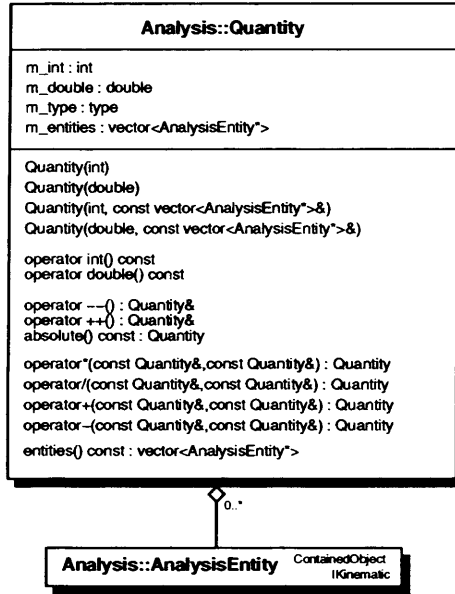 Analysis::Quantity
m_int : int
m_double : double
m_type : type
m_entities : vector<AnalysisEntity*>
Quantity(int)
Quantity(double)
Quantity(int, const vector<AnalysisEntity*>&)
Quantity(double, const vector<AnalysisEntity*>&)
operator int() const
operator double() const
operator --() : Quantity&
operator ++() : Quantity&
absolute() const : Quantity
operator*(const Quantity&,const Quantity&) : Quantity
operator/(const Quantity&,const Quantity&) : Quantity
operator+(const Quantity&,const Quantity&) : Quantity
operator-(const Quantity&,const Quantity&) : Quantity
entities() const : vector<AnalysisEntity*>
0..*
Analysis::AnalysisEntity
ContainedObject
IKinematic